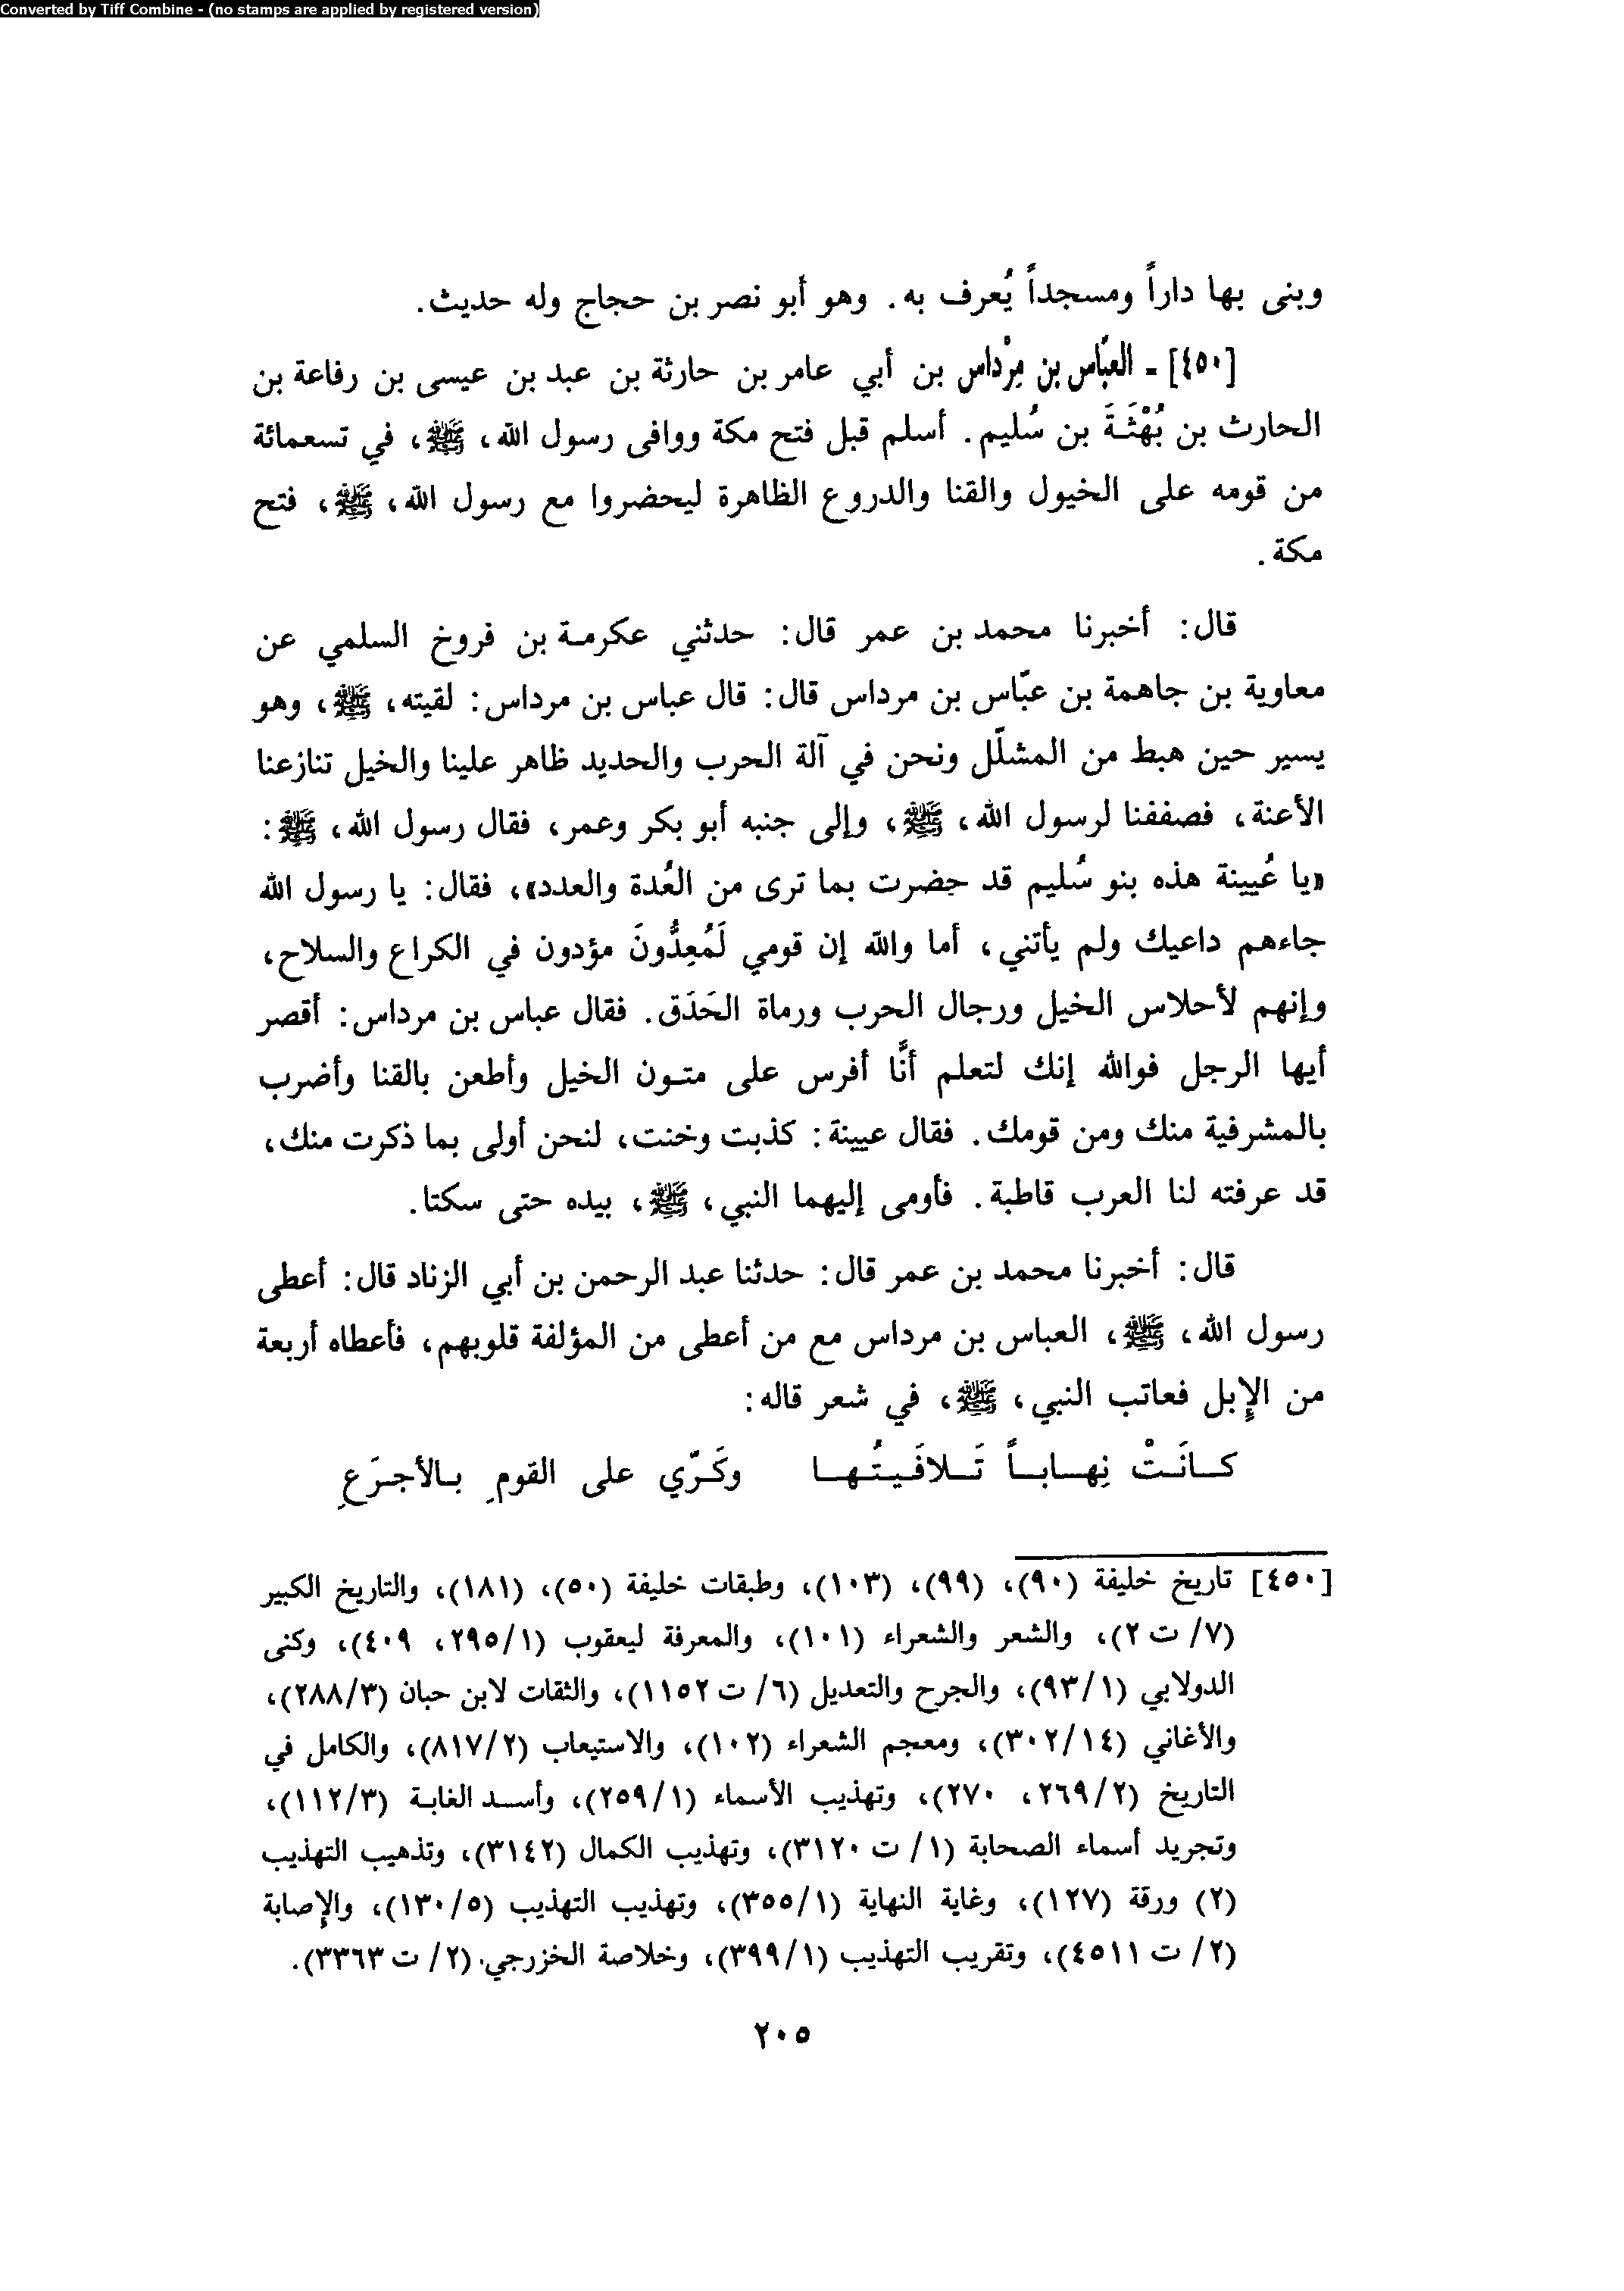 Converted by Tiff Combine - (no stamps are applied by registered version)
وبنى بها داراً ومسجداً يُعرف به. وهو أبو نصر بن حجاج وله حديث.
[٤٥٠] - العبّاس بن مِرْداس بن أبي عامر بن حارثة بن عبد بن عيسى بن رفاعة بن
الحارث بن بُهْثَةَ بن سُليم. أسلم قبل فتح مكة ووافى رسول الله، ﷺ، في تسعمائة
من قومه على الخيول والقنا والدروع الظاهرة ليحضروا مع رسول الله، ﷺ، فتح
مكة.
قال: أخبرنا محمد بن عمر قال: حدثني عكرمة بن فروخ السلمي عن
معاوية بن جاهمة بن عبّاس بن مرداس قال: قال عباس بن مرداس: لقيته، ﷺ، وهو
يسير حين هبط من المشلّل ونحن في آلة الحرب والحديد ظاهر علينا والخيل تنازعنا
الأعنة، فصففنا لرسول الله، ﷺ، وإلى جنبه أبو بكر وعمر، فقال رسول الله، ﷺ:
«يا عُيينة هذه بنو سُليم قد حضرت بما ترى من العُدة والعدد»، فقال: يا رسول الله
جاءهم داعيك ولم يأتني، أما والله إن قومي لَمُعِدُّونَ مؤدون في الكراع والسلاح،
وإنهم لأحلاس الخيل ورجال الحرب ورماة الحَدَق. فقال عباس بن مرداس: أقصر
أيها الرجل فوالله إنك لتعلم أنَّا أفرس على متون الخيل وأطعن بالقنا وأضرب
بالمشرفية منك ومن قومك. فقال عيينة: كذبت وخنت، لنحن أولى بما ذكرت منك،
قد عرفته لنا العرب قاطبة. فأومى إليهما النبي، ﷺ، بيده حتى سكتا.
قال: أخبرنا محمد بن عمر قال: حدثنا عبد الرحمن بن أبي الزناد قال: أعطى
رسول الله، ﷺ، العباس بن مرداس مع من أعطى من المؤلفة قلوبهم، فأعطاه أربعة
من الإبل فعاتب النبي، ﷺ، في شعر قاله:
كانَتْ نِهاباً تَلافَيتُها وكَرّي على القومِ بالأجرَعِ
[٤٥٠] تاريخ خليفة (٩٠)، (٩٩)، (١٠٣)، وطبقات خليفة (٥٠)، (١٨١)، والتاريخ الكبير
(٧/ ت ٢)، والشعر والشعراء (١٠١)، والمعرفة ليعقوب (٢٩٥/١، ٤٠٩)، وكنى
الدولابي (٩٣/١)، والجرح والتعديل (٦/ ت ١١٥٢)، والثقات لابن حبان (٢٨٨/٣)،
والأغاني (٣٠٢/١٤)، ومعجم الشعراء (١٠٢)، والاستيعاب (٨١٧/٢)، والكامل في
التاريخ (٢٦٩/٢، ٢٧٠)، وتهذيب الأسماء (٢٥٩/١)، وأسد الغابة (١١٢/٣)،
وتجريد أسماء الصحابة (١/ ت ٣١٢٠)، وتهذيب الكمال (٣١٤٢)، وتذهيب التهذيب
(٢) ورقة (١٢٧)، وغاية النهاية (٣٥٥/١)، وتهذيب التهذيب (١٣٠/٥)، والإصابة
(٢/ ت ٤٥١١)، وتقريب التهذيب (٣٩٩/١)، وخلاصة الخزرجي (٢/ ت ٣٣٦٣).
٢٠٥